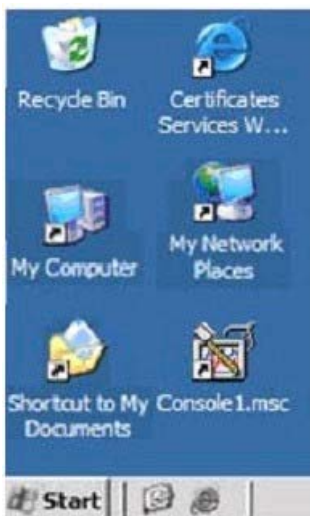 Recycle Bin
Certificates
Services W...
My Computer
My Network
Places
Shortcut to My
Documents
Console1.msc
Start